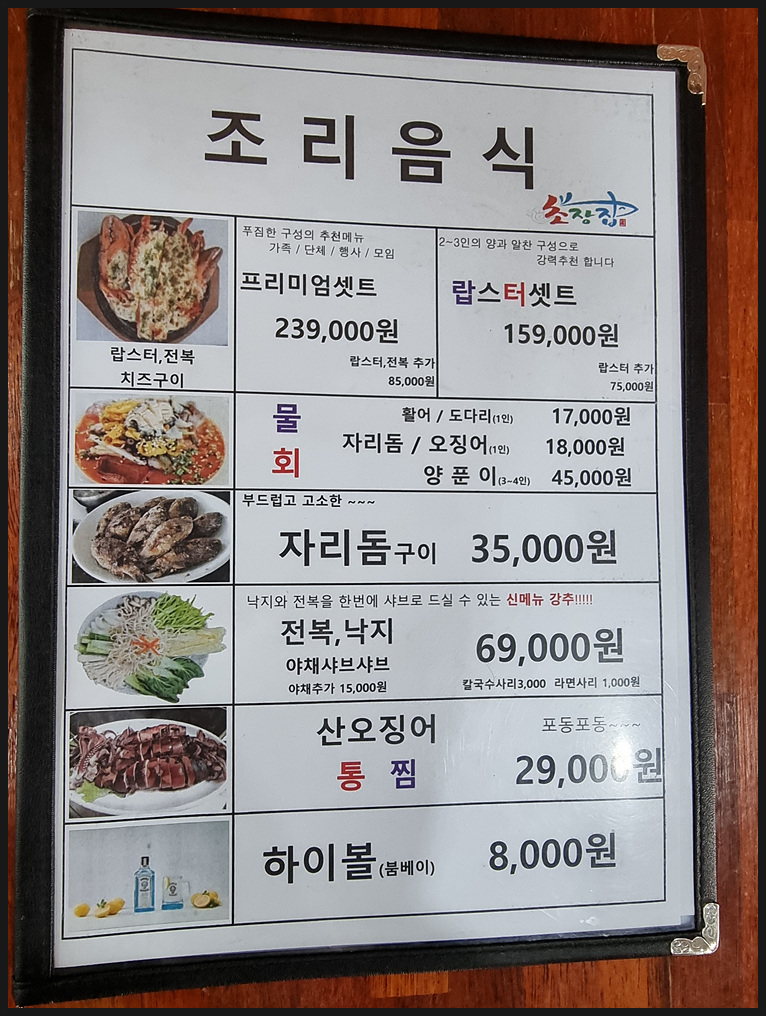 조리음식
초장집
랍스터,전복
치즈구이
푸짐한 구성의 추천메뉴
가족 / 단체 / 행사 / 모임
프리미엄셋트
239,000원
랍스터,전복 추가
85,000원
2~3인의 양과 알찬 구성으로
강력추천 합니다
랍스터셋트
159,000원
랍스터 추가
75,000원
물회
활어 / 도다리(1인) 17,000원
자리돔 / 오징어(1인) 18,000원
양푼이(3~4인) 45,000원
부드럽고 고소한 ~~~
자리돔구이 35,000원
낙지와 전복을 한번에 샤브로 드실 수 있는 신메뉴 강추!!!!!
전복,낙지
야채샤브샤브
69,000원
야채추가 15,000원
칼국수사리3,000 라면사리 1,000원
산오징어
통찜
포동포동~~~
29,000원
하이볼(붐베이) 8,000원